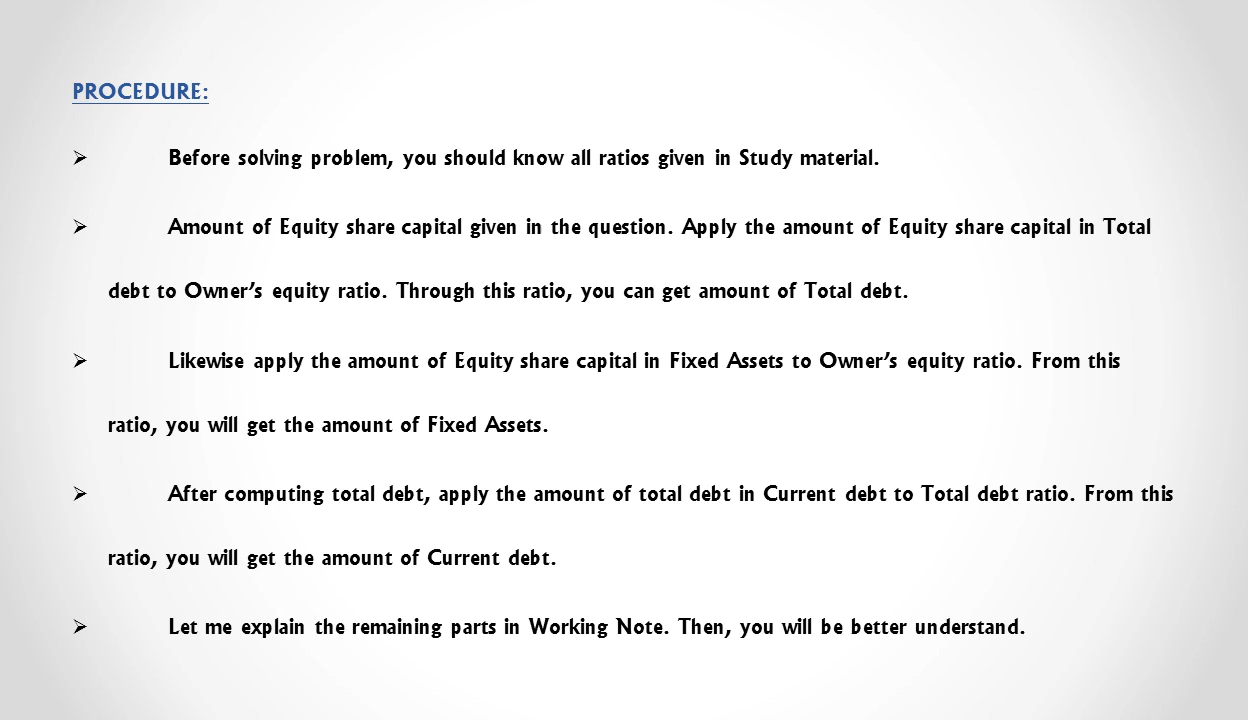 PROCEDURE:
➢ Before solving problem, you should know all ratios given in Study material.
➢ Amount of Equity share capital given in the question. Apply the amount of Equity share capital in Total
debt to Owner’s equity ratio. Through this ratio, you can get amount of Total debt.
➢ Likewise apply the amount of Equity share capital in Fixed Assets to Owner’s equity ratio. From this
ratio, you will get the amount of Fixed Assets.
➢ After computing total debt, apply the amount of total debt in Current debt to Total debt ratio. From this
ratio, you will get the amount of Current debt.
➢ Let me explain the remaining parts in Working Note. Then, you will be better understand.